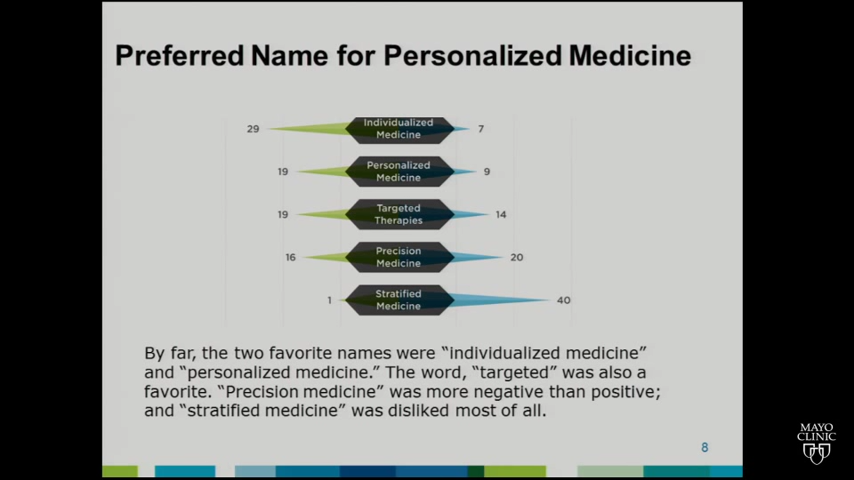 Preferred Name for Personalized Medicine
29 Individualized Medicine 7
19 Personalized Medicine 9
19 Targeted Therapies 14
16 Precision Medicine 20
1 Stratified Medicine 40
By far, the two favorite names were “individualized medicine”
and “personalized medicine.” The word, “targeted” was also a
favorite. “Precision medicine” was more negative than positive;
and “stratified medicine” was disliked most of all.
8
MAYO
CLINIC